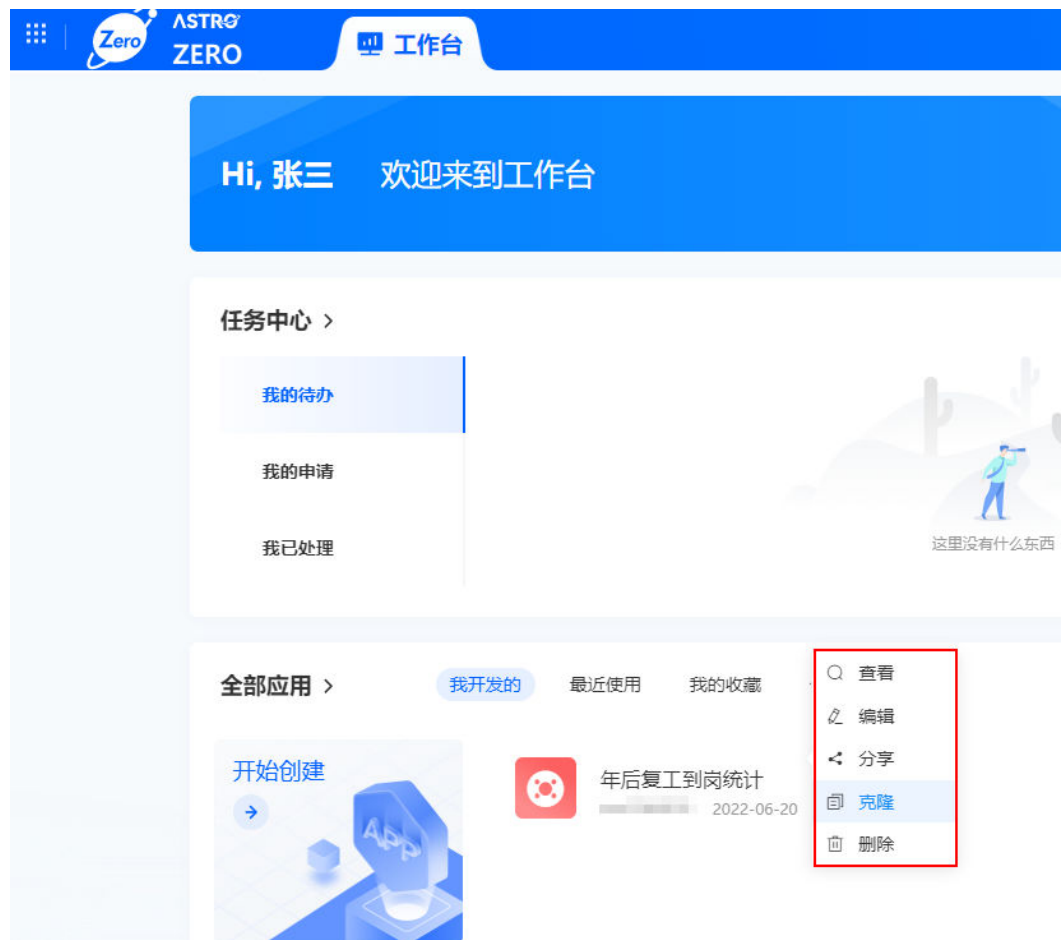 Zero
ASTRO
ZERO
工作台
Hi, 张三 欢迎来到工作台
任务中心 >
我的待办
我的申请
我已处理
这里没有什么东西
全部应用 >
我开发的 最近使用 我的收藏
查看
编辑
分享
克隆
删除
开始创建
APP
年后复工到岗统计
2022-06-20